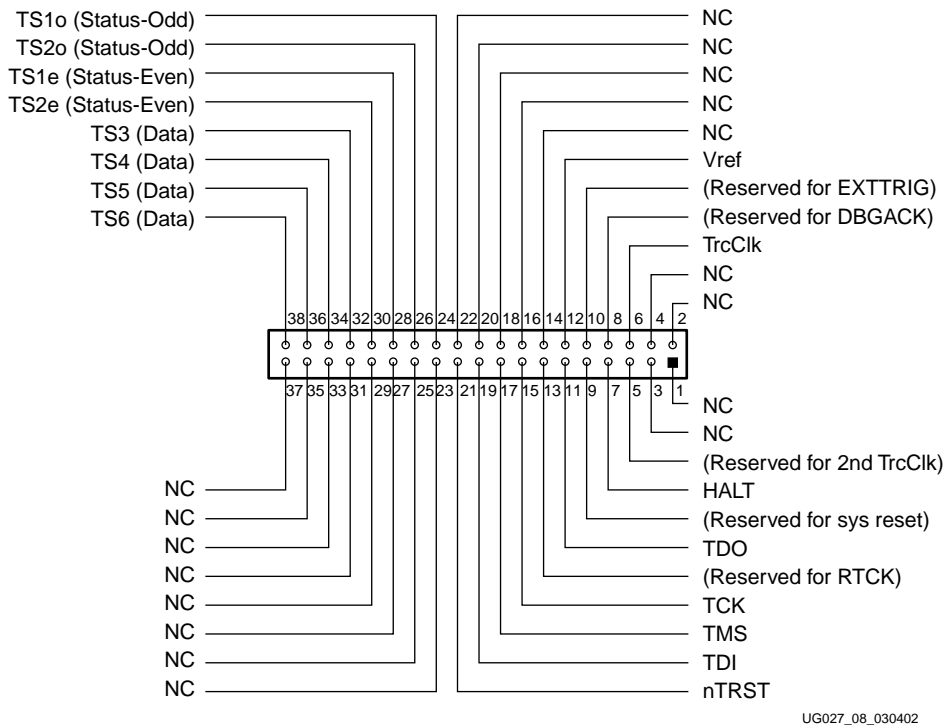 TS1o (Status-Odd)
TS2o (Status-Odd)
TS1e (Status-Even)
TS2e (Status-Even)
TS3 (Data)
TS4 (Data)
TS5 (Data)
TS6 (Data)
NC
NC
NC
NC
NC
Vref
(Reserved for EXTTRIG)
(Reserved for DBGACK)
TrcClk
NC
NC
38 36 34 32 30 28 26 24 22 20 18 16 14 12 10 8 6 4 2
37 35 33 31 29 27 25 23 21 19 17 15 13 11 9 7 5 3 1
NC
NC
NC
NC
NC
NC
NC
NC
NC
NC
(Reserved for 2nd TrcClk)
HALT
(Reserved for sys reset)
TDO
(Reserved for RTCK)
TCK
TMS
TDI
nTRST
UG027_08_030402